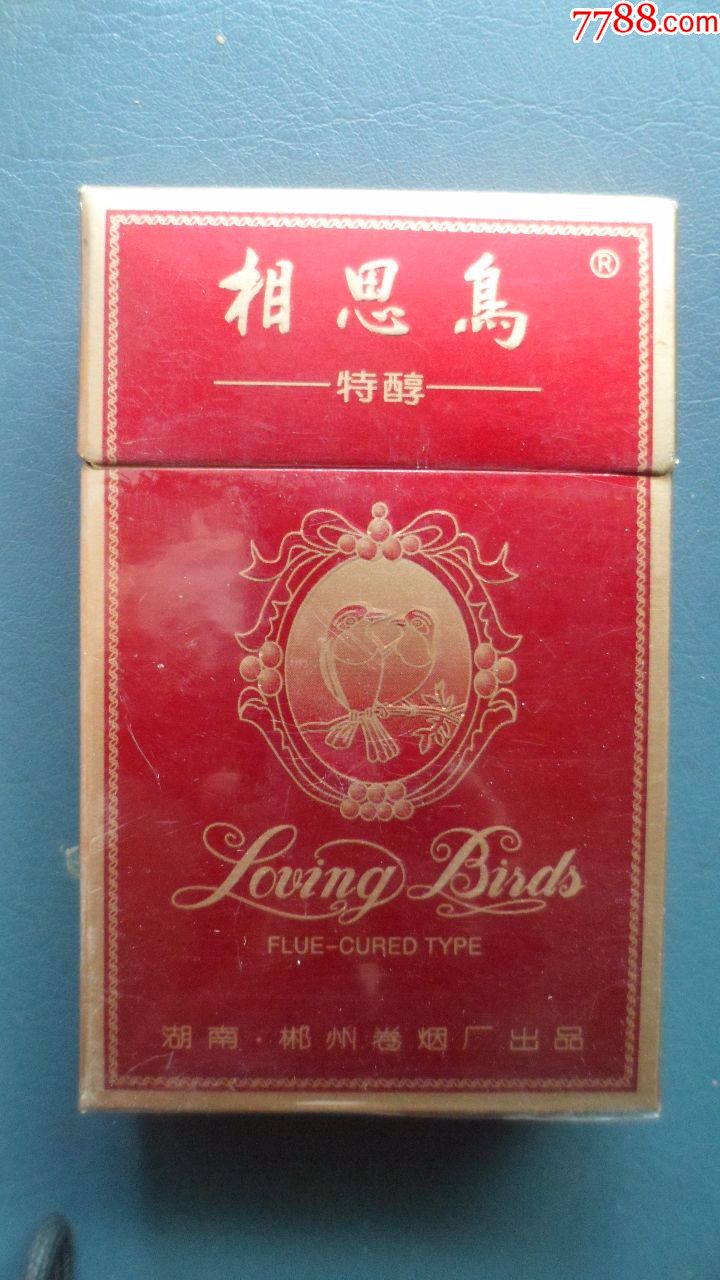 7788.com
相思鳥
®
特醇
Loving Birds
FLUE-CURED TYPE
湖南·郴州卷烟厂出品